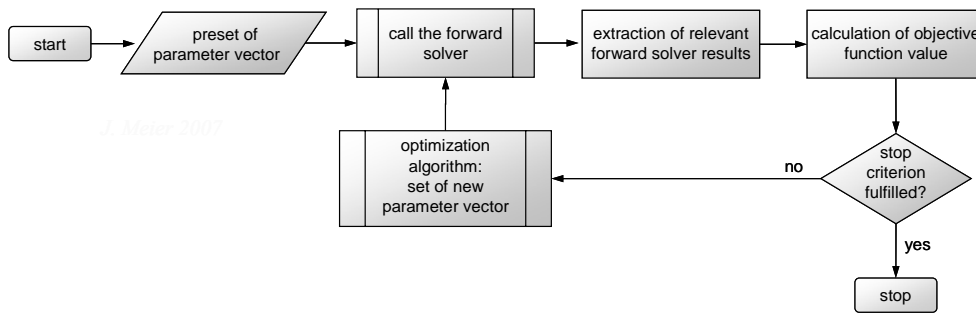 start
preset of
parameter vector
call the forward
solver
extraction of relevant
forward solver results
calculation of objective
function value
J. Meier 2007
optimization
algorithm:
set of new
parameter vector
no
stop
criterion
fulfilled?
yes
stop